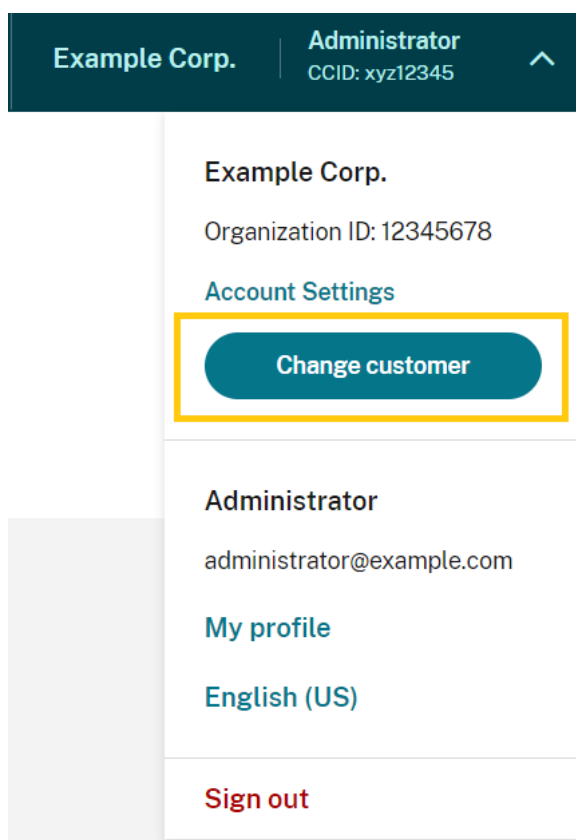 Example Corp.
Administrator
CCID: xyz12345
Example Corp.
Organization ID: 12345678
Account Settings
Change customer
Administrator
administrator@example.com
My profile
English (US)
Sign out